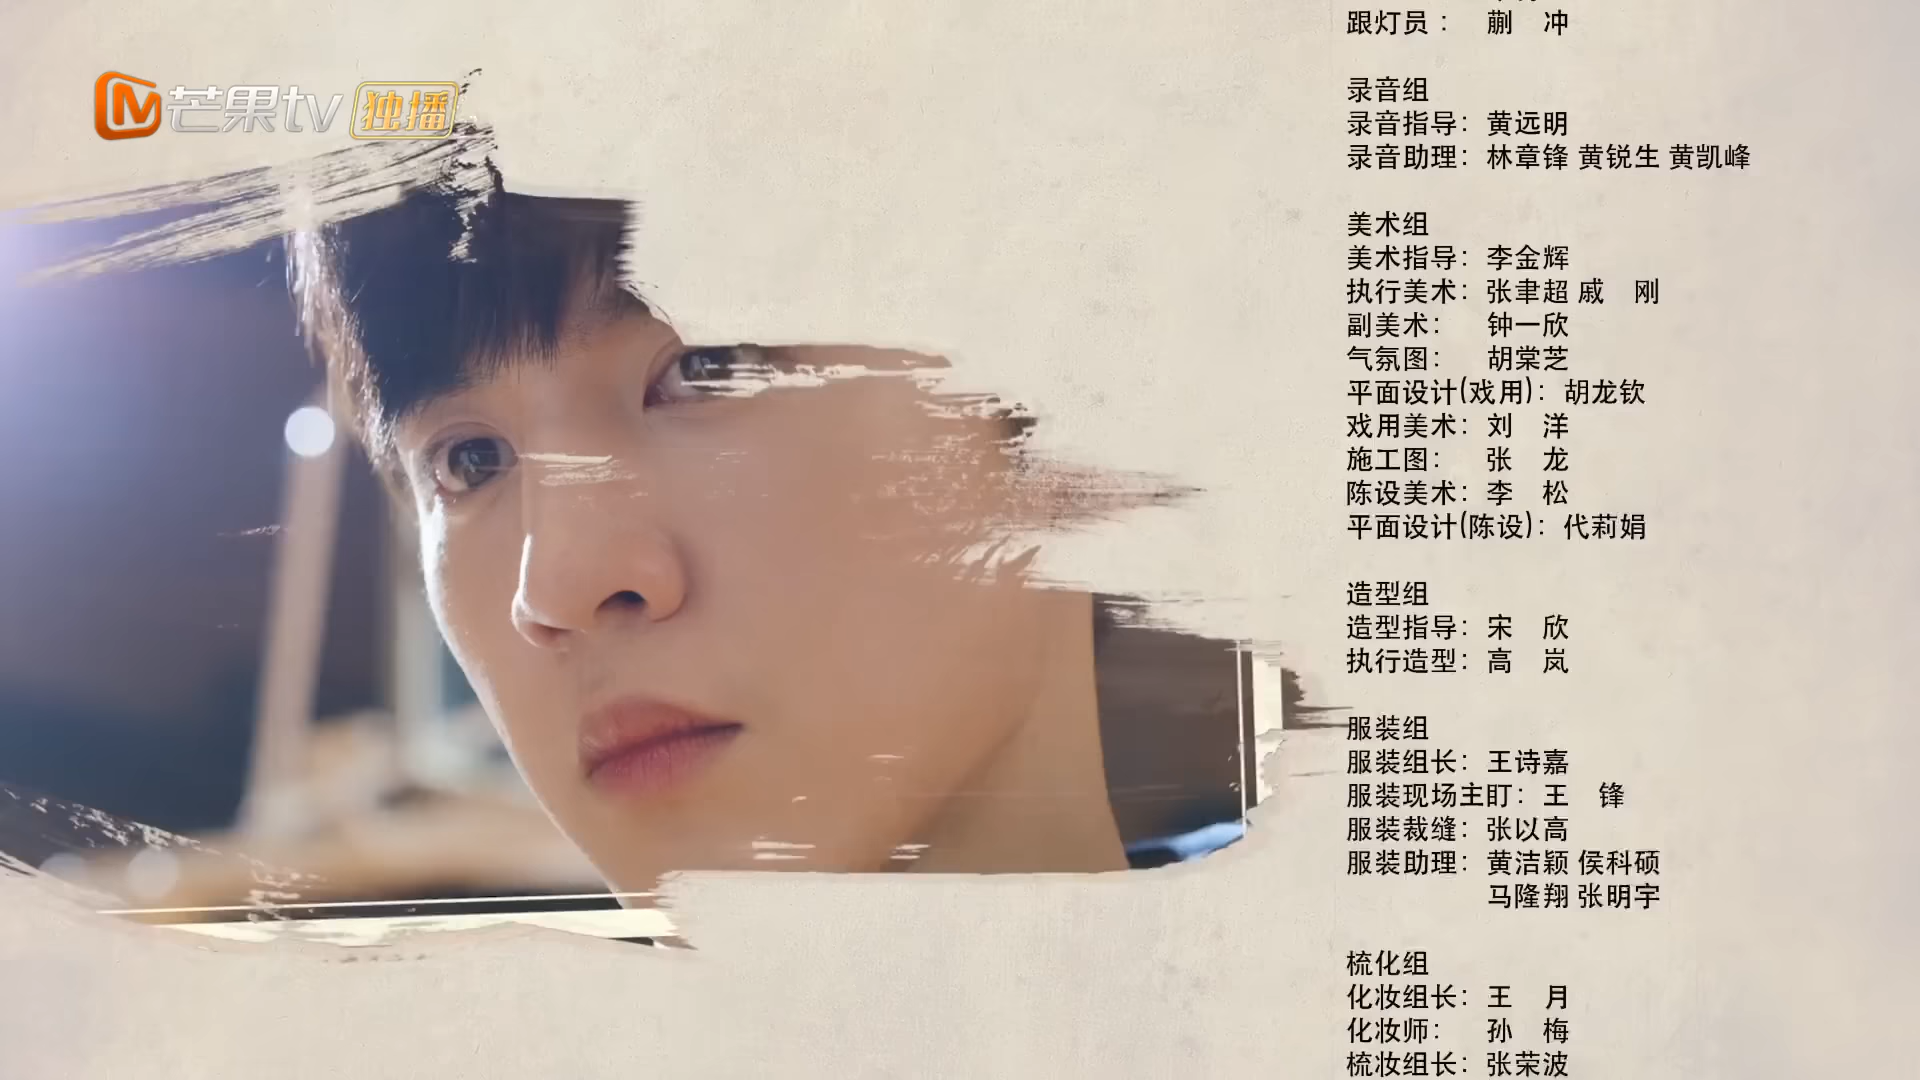 芒果tv 独播
跟灯员： 蒯 冲
录音组
录音指导：黄远明
录音助理：林章锋 黄锐生 黄凯峰
美术组
美术指导：李金辉
执行美术：张聿超 戚 刚
副美术： 钟一欣
气氛图： 胡棠芝
平面设计(戏用)：胡龙钦
戏用美术：刘 洋
施工图： 张 龙
陈设美术：李 松
平面设计(陈设)：代莉娟
造型组
造型指导：宋 欣
执行造型：高 岚
服装组
服装组长：王诗嘉
服装现场主盯：王 锋
服装裁缝：张以高
服装助理：黄洁颖 侯科硕
马隆翔 张明宇
梳化组
化妆组长：王 月
化妆师： 孙 梅
梳妆组长：张荣波